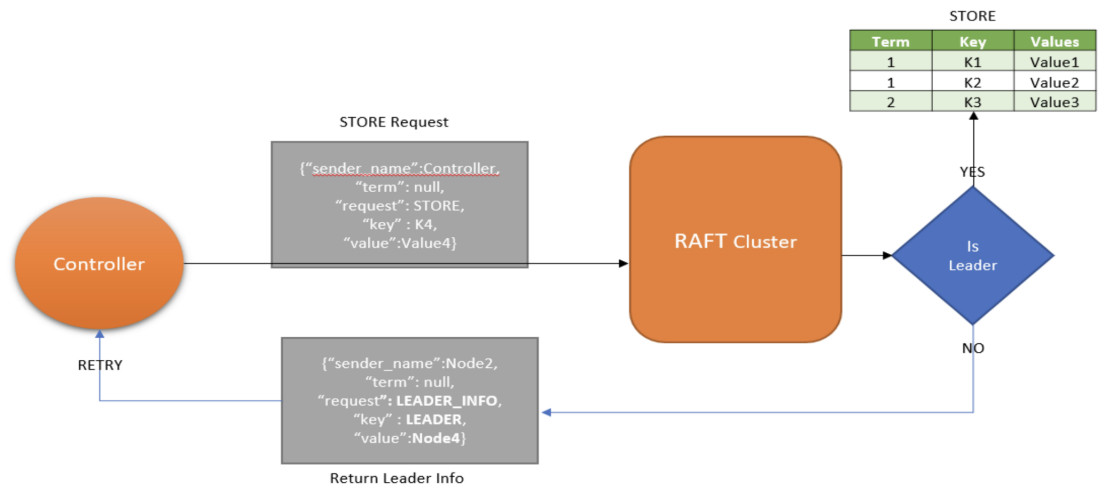 STORE
Term Key Values
1 K1 Value1
1 K2 Value2
2 K3 Value3
STORE Request
{“sender_name”:Controller,
“term”: null,
“request”: STORE,
“key” : K4,
“value”:Value4}
YES
RAFT Cluster
Is
Leader
Controller
NO
RETRY
{“sender_name”:Node2,
“term”: null,
“request”: LEADER_INFO,
“key” : LEADER,
“value”:Node4}
Return Leader Info